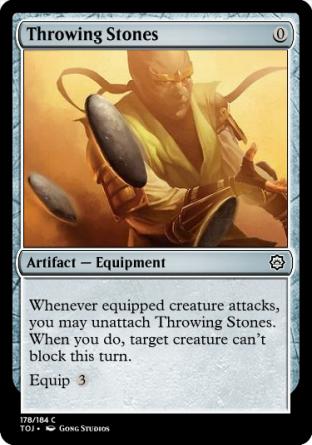 Throwing Stones 0
Artifact — Equipment
Whenever equipped creature attacks,
you may unattach Throwing Stones.
When you do, target creature can't
block this turn.
Equip 3
178/184 C
TOJ • Gong Studios